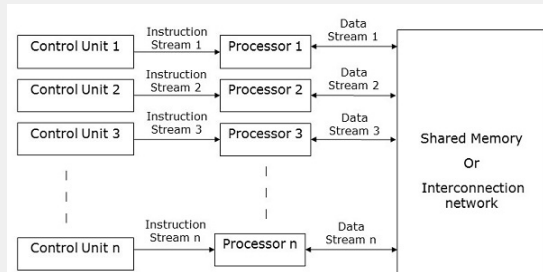 Control Unit 1
Instruction
Stream 1
Processor 1
Data
Stream 1
Control Unit 2
Instruction
Stream 2
Processor 2
Data
Stream 2
Control Unit 3
Instruction
Stream 3
Processor 3
Data
Stream 3
Shared Memory
Or
Interconnection
network
Control Unit n
Instruction
Stream n
Processor n
Data
Stream n